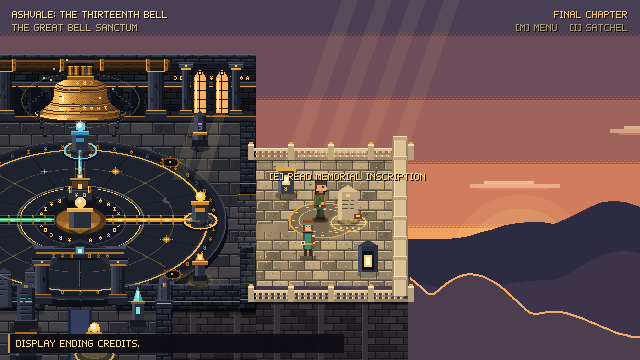 ASHVALE: THE THIRTEENTH BELL
THE GREAT BELL SANCTUM
FINAL CHAPTER
[M] MENU [I] SATCHEL
[E] READ MEMORIAL INSCRIPTION
DISPLAY ENDING CREDITS.